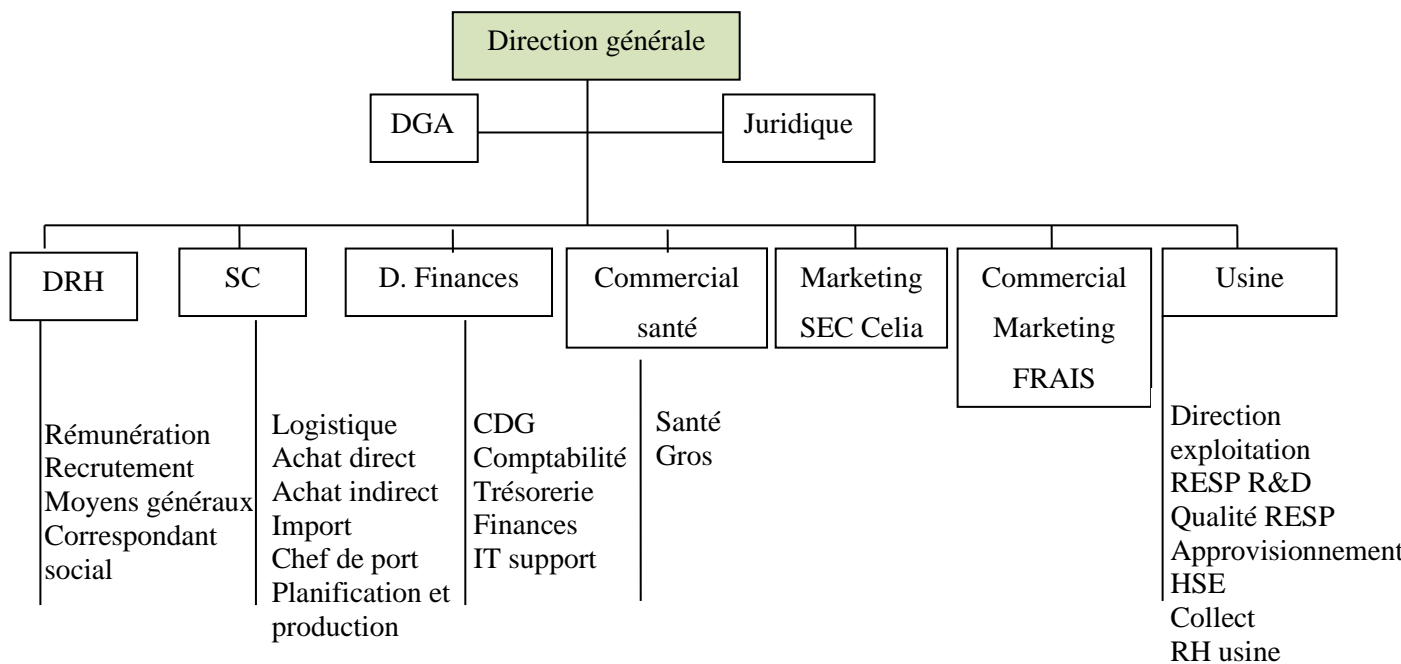 Direction générale
DGA
Juridique
DRH
SC
D. Finances
Commercial
santé
Marketing
SEC Celia
Commercial
Marketing
FRAIS
Usine
Rémunération
Recrutement
Moyens généraux
Correspondant
social
Logistique
Achat direct
Achat indirect
Import
Chef de port
Planification et
production
CDG
Comptabilité
Trésorerie
Finances
IT support
Santé
Gros
Direction
exploitation
RESP R&D
Qualité RESP
Approvisionnement
HSE
Collect
RH usine